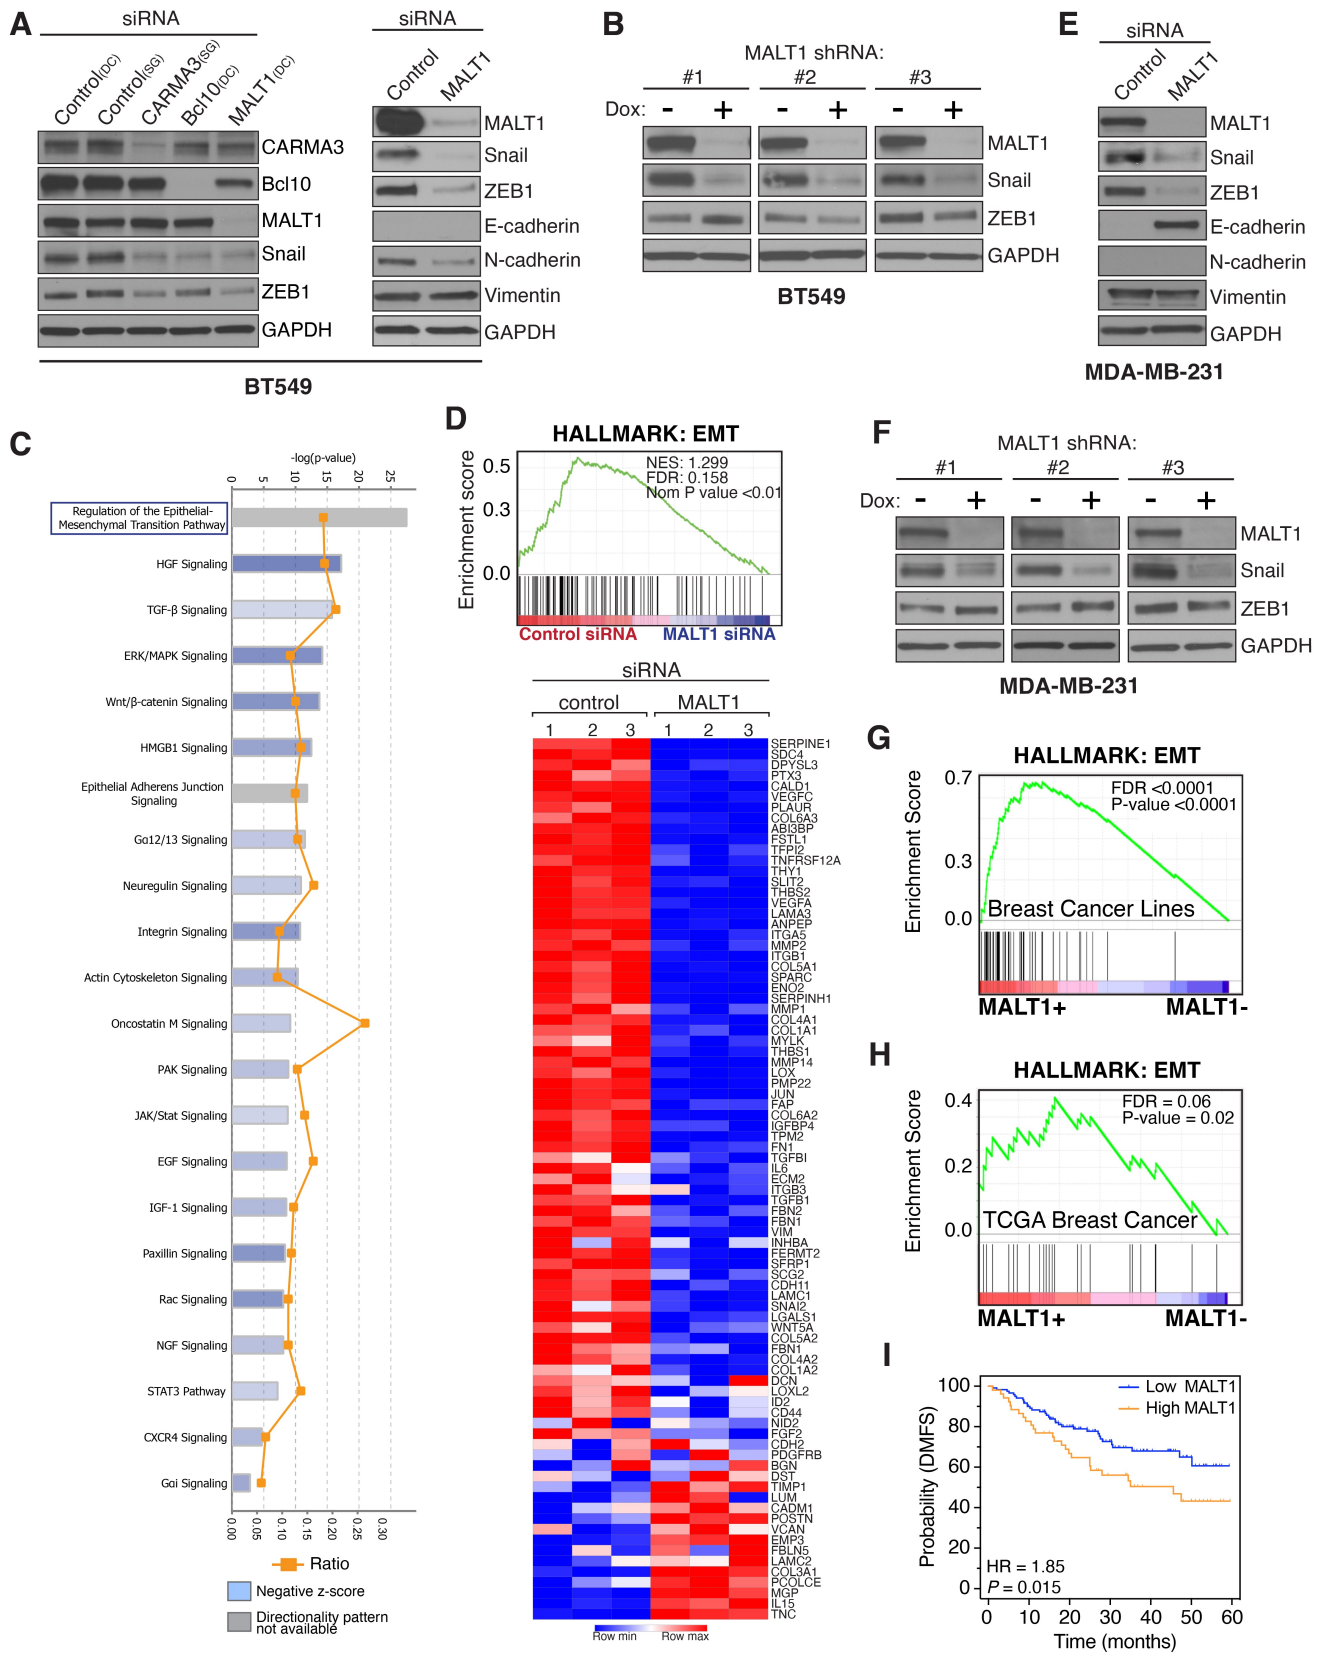 A
siRNA
Control(DC)
Control(SG)
CARMA3(SG)
Bcl10(DC)
MALT1(DC)
CARMA3
Bcl10
MALT1
Snail
ZEB1
GAPDH
siRNA
Control
MALT1
MALT1
Snail
ZEB1
E-cadherin
N-cadherin
Vimentin
GAPDH
BT549
B
MALT1 shRNA:
#1 #2 #3
Dox: - + - + - +
MALT1
Snail
ZEB1
GAPDH
BT549
E
siRNA
Control
MALT1
MALT1
Snail
ZEB1
E-cadherin
N-cadherin
Vimentin
GAPDH
MDA-MB-231
C
-log(p-value)
0 5 10 15 20 25
Regulation of the Epithelial-
Mesenchymal Transition Pathway
HGF Signaling
TGF-β Signaling
ERK/MAPK Signaling
Wnt/β-catenin Signaling
HMGB1 Signaling
Epithelial Adherens Junction
Signaling
Gα12/13 Signaling
Neuregulin Signaling
Integrin Signaling
Actin Cytoskeleton Signaling
Oncostatin M Signaling
PAK Signaling
JAK/Stat Signaling
EGF Signaling
IGF-1 Signaling
Paxillin Signaling
Rac Signaling
NGF Signaling
STAT3 Pathway
CXCR4 Signaling
Gαi Signaling
0.00 0.05 0.10 0.15 0.20 0.25 0.30
Ratio
Negative z-score
Directionality pattern
not available
D
HALLMARK: EMT
Enrichment score
0.5
0.3
0.0
NES: 1.299
FDR: 0.158
Nom P value <0.01
Control siRNA MALT1 siRNA
siRNA
control MALT1
1 2 3 1 2 3
SERPINE1
SDC4
DPYSL3
PTX3
CALD1
VEGFC
PLAUR
COL6A3
ABI3BP
FSTL1
TFPI2
TNFRSF12A
THY1
SLIT2
THBS2
VEGFA
LAMA3
ANPEP
ITGA5
MMP2
ITGB1
COL5A1
SPARC
ENO2
SERPINH1
MMP1
COL4A1
COL1A1
MYLK
THBS1
MMP14
LOX
PMP22
JUN
FAP
COL6A2
IGFBP4
TPM2
FN1
TGFBI
IL6
ECM2
ITGB3
TGFB1
FBN2
FBN1
VIM
INHBA
FERMT2
SFRP1
SCG2
CDH11
LAMC1
SNAI2
LGALS1
WNT5A
COL5A2
FBN1
COL4A2
COL1A2
DCN
LOXL2
ID2
CD44
NID2
FGF2
CDH2
PDGFRB
BGN
DST
TIMP1
LUM
CADM1
POSTN
VCAN
EMP3
FBLN5
LAMC2
COL3A1
PCOLCE
MGP
IL15
TNC
Row min Row max
F
MALT1 shRNA:
#1 #2 #3
Dox: - + - + - +
MALT1
Snail
ZEB1
GAPDH
MDA-MB-231
G
HALLMARK: EMT
Enrichment Score
0.7
0.3
0.0
FDR <0.0001
P-value <0.0001
Breast Cancer Lines
MALT1+ MALT1-
H
HALLMARK: EMT
Enrichment Score
0.4
0.2
0.0
FDR = 0.06
P-value = 0.02
TCGA Breast Cancer
MALT1+ MALT1-
I
Probability (DMFS)
100
80
60
40
20
0
Low MALT1
High MALT1
HR = 1.85
P = 0.015
0 10 20 30 40 50 60
Time (months)